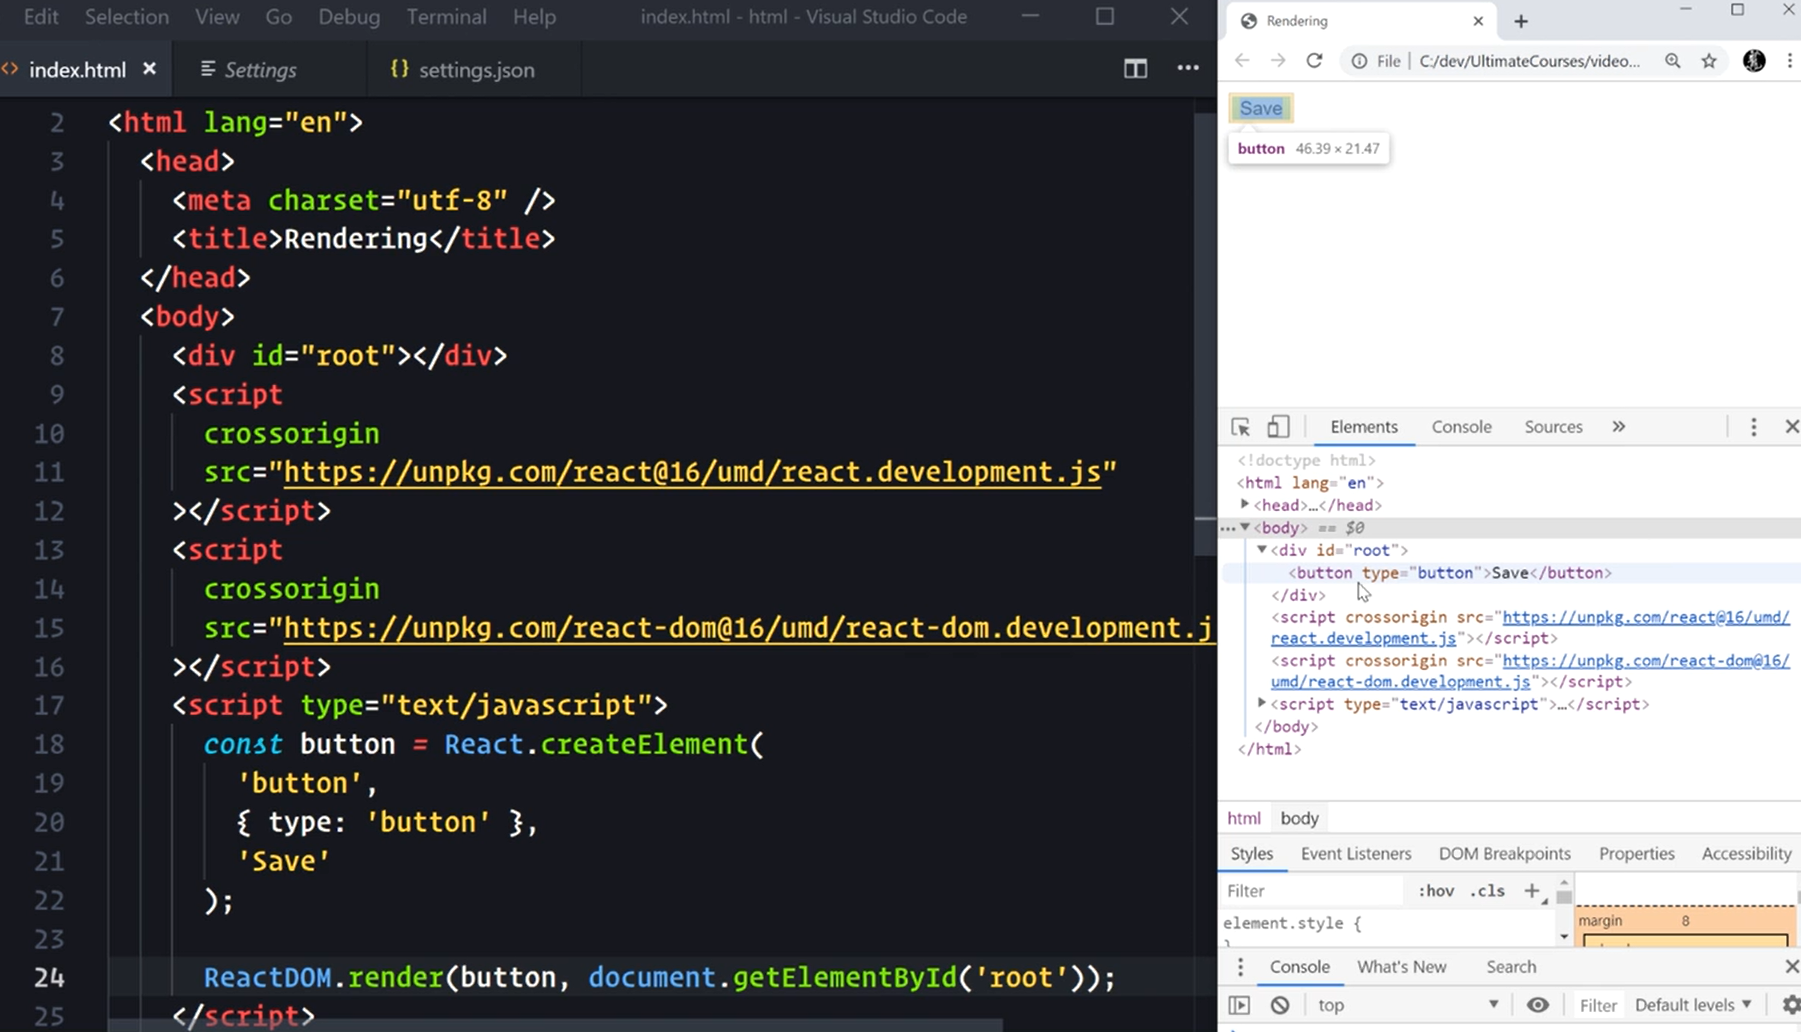 Edit Selection View Go Debug Terminal Help index.html - html - Visual Studio Code
index.html Settings settings.json
2 <html lang="en">
3 <head>
4 <meta charset="utf-8" />
5 <title>Rendering</title>
6 </head>
7 <body>
8 <div id="root"></div>
9 <script
10 crossorigin
11 src="https://unpkg.com/react@16/umd/react.development.js"
12 ></script>
13 <script
14 crossorigin
15 src="https://unpkg.com/react-dom@16/umd/react-dom.development.j
16 ></script>
17 <script type="text/javascript">
18 const button = React.createElement(
19 'button',
20 { type: 'button' },
21 'Save'
22 );
23
24 ReactDOM.render(button, document.getElementById('root'));
25 </script>
Rendering
File | C:/dev/UltimateCourses/video...
Save
button 46.39 × 21.47
Elements Console Sources »
<!doctype html>
<html lang="en">
<head>…</head>
<body> == $0
<div id="root">
<button type="button">Save</button>
</div>
<script crossorigin src="https://unpkg.com/react@16/umd/
react.development.js"></script>
<script crossorigin src="https://unpkg.com/react-dom@16/
umd/react-dom.development.js"></script>
<script type="text/javascript">…</script>
</body>
</html>
html body
Styles Event Listeners DOM Breakpoints Properties Accessibility
Filter :hov .cls +
element.style {
margin 8
Console What's New Search
top Filter Default levels